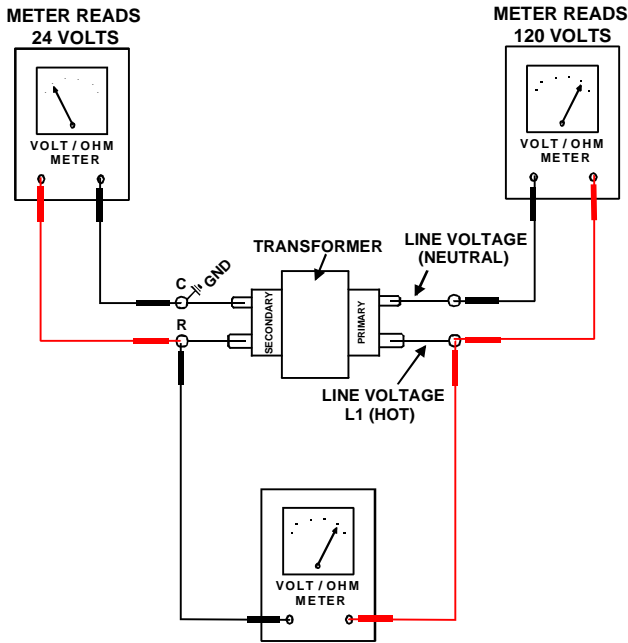 METER READS
24 VOLTS
METER READS
120 VOLTS
VOLT / OHM
METER
VOLT / OHM
METER
TRANSFORMER
LINE VOLTAGE
(NEUTRAL)
C
GND
R
SECONDARY
PRIMARY
LINE VOLTAGE
L1 (HOT)
VOLT / OHM
METER